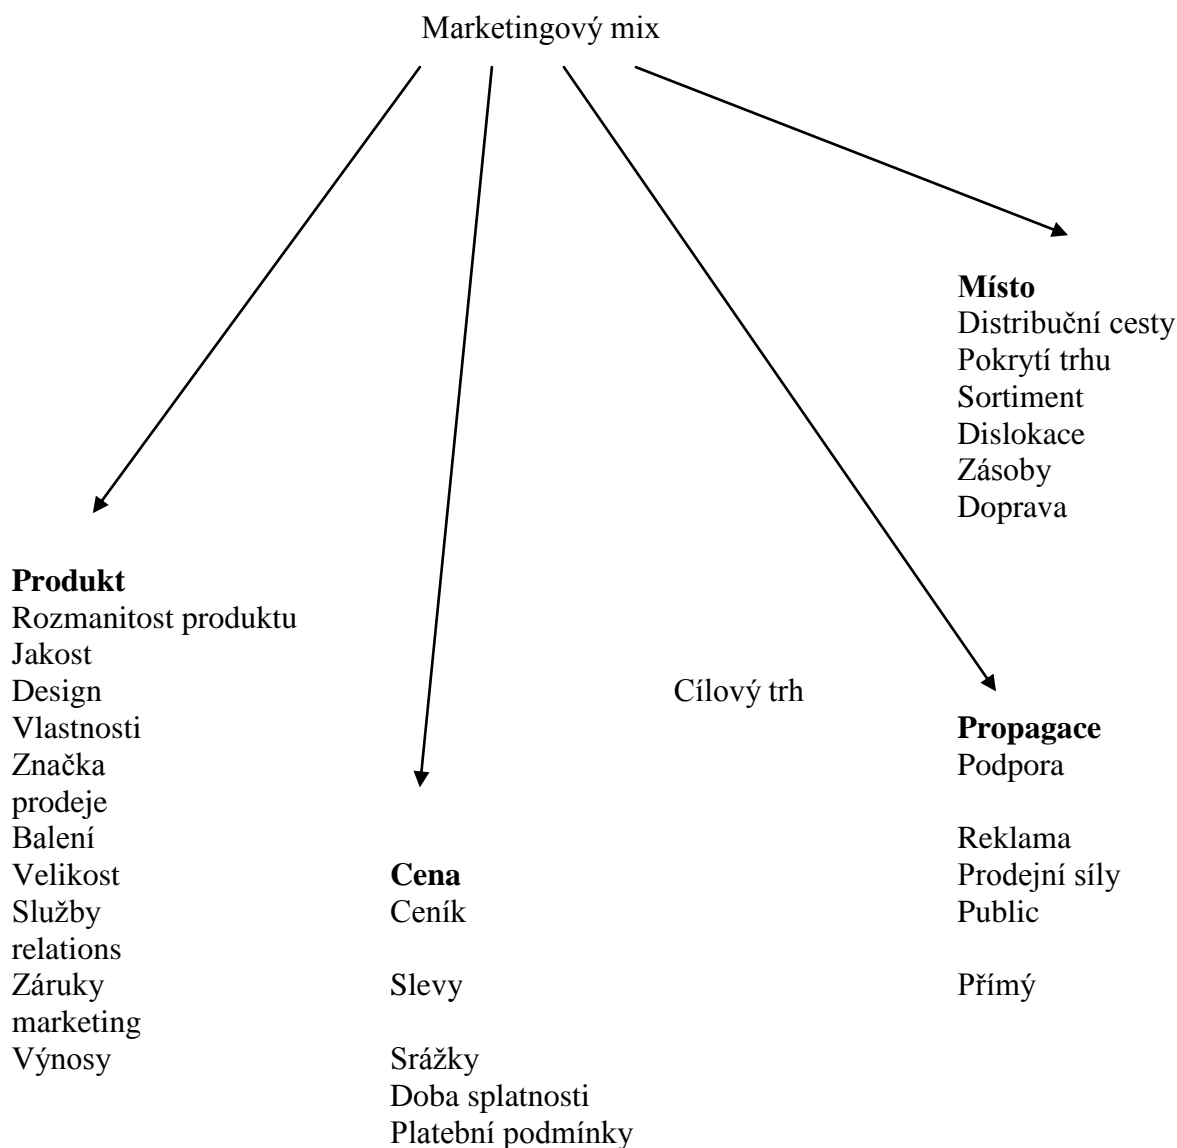 Marketingový mix
Místo
Distribuční cesty
Pokrytí trhu
Sortiment
Dislokace
Zásoby
Doprava
Produkt
Rozmanitost produktu
Jakost
Design Cílový trh
Vlastnosti Propagace
Značka Podpora
prodeje
Balení Reklama
Velikost Cena Prodejní síly
Služby Ceník Public
relations
Záruky Slevy Přímý
marketing
Výnosy Srážky
Doba splatnosti
Platební podmínky